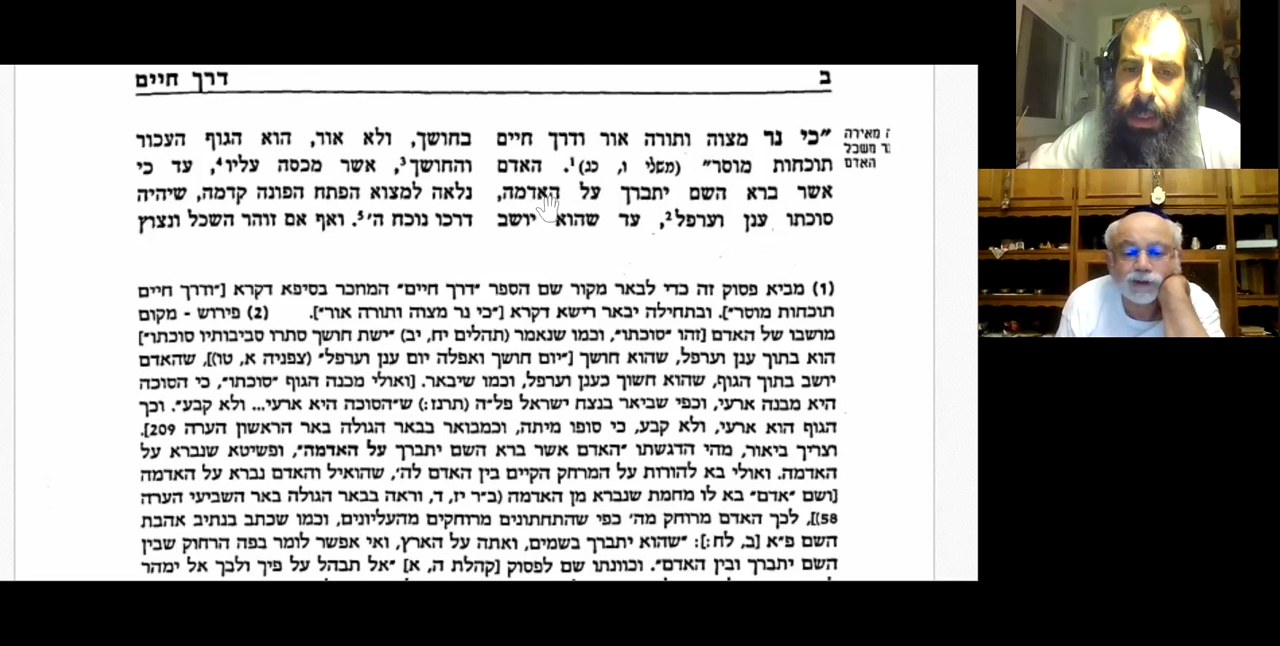 ב
דרך חיים
ה מאירה
ר משכל
האדם
"כי נר מצוה ותורה אור ודרך חיים
תוכחות מוסר" (משלי ו, כג)1. האדם
אשר ברא השם יתברך על האדמה,
סוכתו ענן וערפל2, עד שהוא יושב
בחושך, ולא אור, הוא הגוף העכור
והחושך3, אשר מכסה עליו4, עד כי
נלאה למצוא הפתח הפונה קדמה, שיהיה
דרכו נוכח ה'5. ואף אם זוהר השכל ונצרץ
(1) מביא פסוק זה כדי לבאר מקור שם הספר "דרך חיים" המוזכר בסיפא דקרא ["ודרך חיים
תוכחות מוסר"]. ובתחילה יבאר רישא דקרא ["כי נר מצוה ותורה אור"]. (2) פירוש - מקום
מושבו של האדם [זהו "סוכתו", וכמו שנאמר (תהלים יח, יב) "ישת חושך סתרו סביבותיו סוכתו"]
הוא בתוך ענן וערפל, שהוא חושך ["יום חושך ואפלה יום ענן וערפל" (צפניה א, טו)], שהאדם
יושב בתוך הגוף, שהוא חשוך כענן וערפל, וכמו שיבאר. [ואולי מכנה הגוף "סוכתו", כי הסוכה
היא מבנה ארעי, וכפי שביאר בנצח ישראל פל"ה (תרנז:) ש"הסוכה היא ארעי... ולא קבע". וכך
הגוף הוא ארעי, ולא קבע, כי סופו מיתה, וכמבואר בבאר הגולה באר הראשון הערה 209].
וצריך ביאור, מהי הדגשתו "האדם אשר ברא השם יתברך על האדמה", ופשיטא שנברא על
האדמה. ואולי בא להורות על המרחק הקיים בין האדם לה', שהואיל והאדם נברא על האדמה
[ושם "אדם" בא לו מחמת שנברא מן האדמה (ב"ר יז, ד, וראה בבאר הגולה באר השביעי הערה
58)], לכך האדם מרוחק מה' כפי שהתחתונים מרוחקים מהעליונים, וכמו שכתב בנתיב אהבת
השם פ"א [ב, לח:]: "שהוא יתברך בשמים, ואתה על הארץ, ואי אפשר לומר בפה הרחוק שבין
השם יתברך ובין האדם". וכוונתו שם לפסוק [קהלת ה, א] "אל תבהל על פיך ולבך אל ימהר